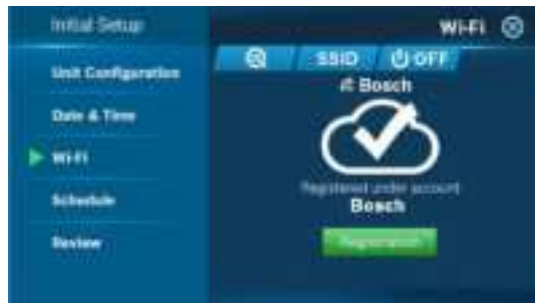 Initial Setup
Wi-Fi
Unit Configuration
Date & Time
Wi-Fi
Schedule
Review
SSID
OFF
Bosch
Registered under account
Bosch
Registration